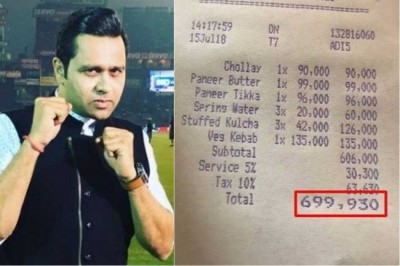 14:17:59 DN 132816060
15Jul18 T7 ADI5
Chollay 1x 90,000 90,000
Paneer Butter 1x 99,000 99,000
Paneer Tikka 1x 96,000 96,000
Spring Water 3x 20,000 60,000
Stuffed Kulcha 3x 42,000 126,000
Veg Kebab 1x 135,000 135,000
Subtotal 606,000
Service 5% 30,300
Tax 10% 63,630
Total 699,930